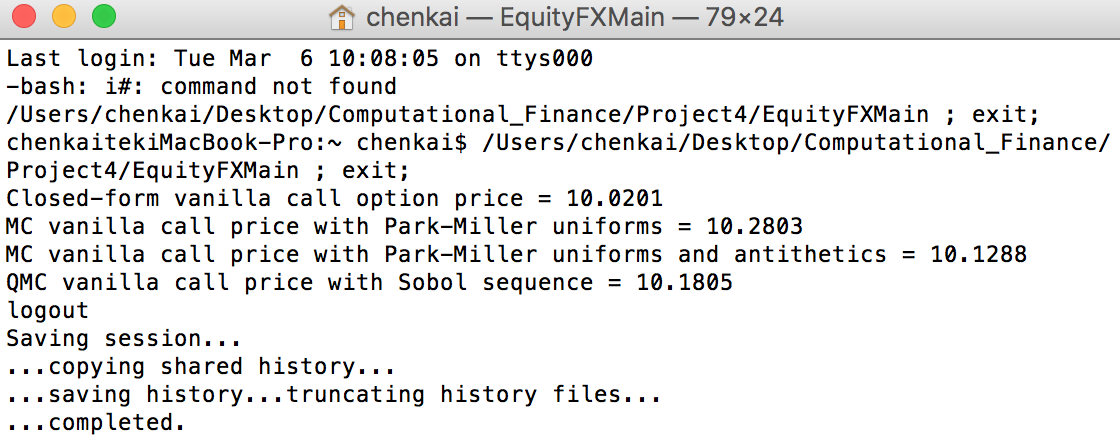 chenkai — EquityFXMain — 79×24
Last login: Tue Mar  6 10:08:05 on ttys000
-bash: i#: command not found
/Users/chenkai/Desktop/Computational_Finance/Project4/EquityFXMain ; exit;
chenkaitekiMacBook-Pro:~ chenkai$ /Users/chenkai/Desktop/Computational_Finance/
Project4/EquityFXMain ; exit;
Closed-form vanilla call option price = 10.0201
MC vanilla call price with Park-Miller uniforms = 10.2803
MC vanilla call price with Park-Miller uniforms and antithetics = 10.1288
QMC vanilla call price with Sobol sequence = 10.1805
logout
Saving session...
...copying shared history...
...saving history...truncating history files...
...completed.